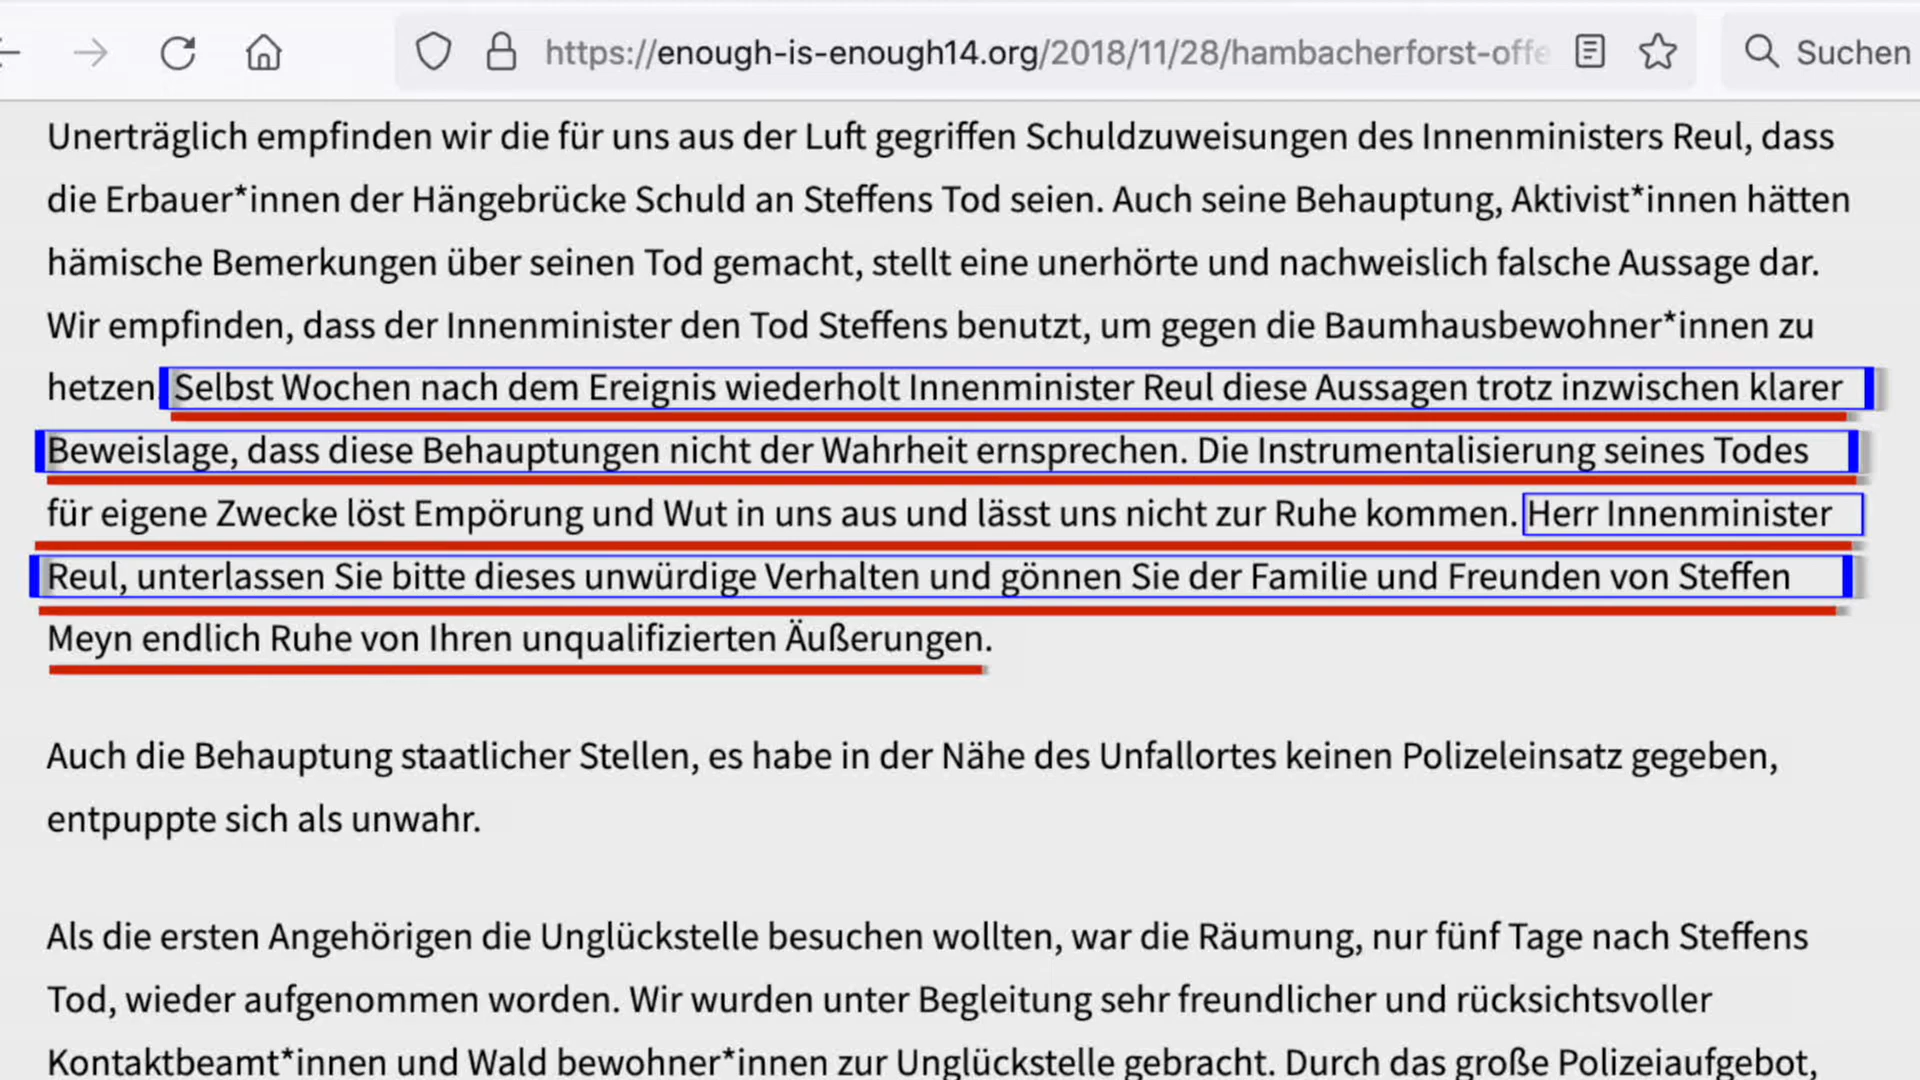 https://enough-is-enough14.org/2018/11/28/hambacherforst-offe
Suchen
Unerträglich empfinden wir die für uns aus der Luft gegriffen Schuldzuweisungen des Innenministers Reul, dass
die Erbauer*innen der Hängebrücke Schuld an Steffens Tod seien. Auch seine Behauptung, Aktivist*innen hätten
hämische Bemerkungen über seinen Tod gemacht, stellt eine unerhörte und nachweislich falsche Aussage dar.
Wir empfinden, dass der Innenminister den Tod Steffens benutzt, um gegen die Baumhausbewohner*innen zu
hetzen. Selbst Wochen nach dem Ereignis wiederholt Innenminister Reul diese Aussagen trotz inzwischen klarer
Beweislage, dass diese Behauptungen nicht der Wahrheit ernsprechen. Die Instrumentalisierung seines Todes
für eigene Zwecke löst Empörung und Wut in uns aus und lässt uns nicht zur Ruhe kommen. Herr Innenminister
Reul, unterlassen Sie bitte dieses unwürdige Verhalten und gönnen Sie der Familie und Freunden von Steffen
Meyn endlich Ruhe von Ihren unqualifizierten Äußerungen.
Auch die Behauptung staatlicher Stellen, es habe in der Nähe des Unfallortes keinen Polizeleinsatz gegeben,
entpuppte sich als unwahr.
Als die ersten Angehörigen die Unglückstelle besuchen wollten, war die Räumung, nur fünf Tage nach Steffens
Tod, wieder aufgenommen worden. Wir wurden unter Begleitung sehr freundlicher und rücksichtsvoller
Kontaktbeamt*innen und Wald bewohner*innen zur Unglückstelle gebracht. Durch das große Polizeiaufgebot,